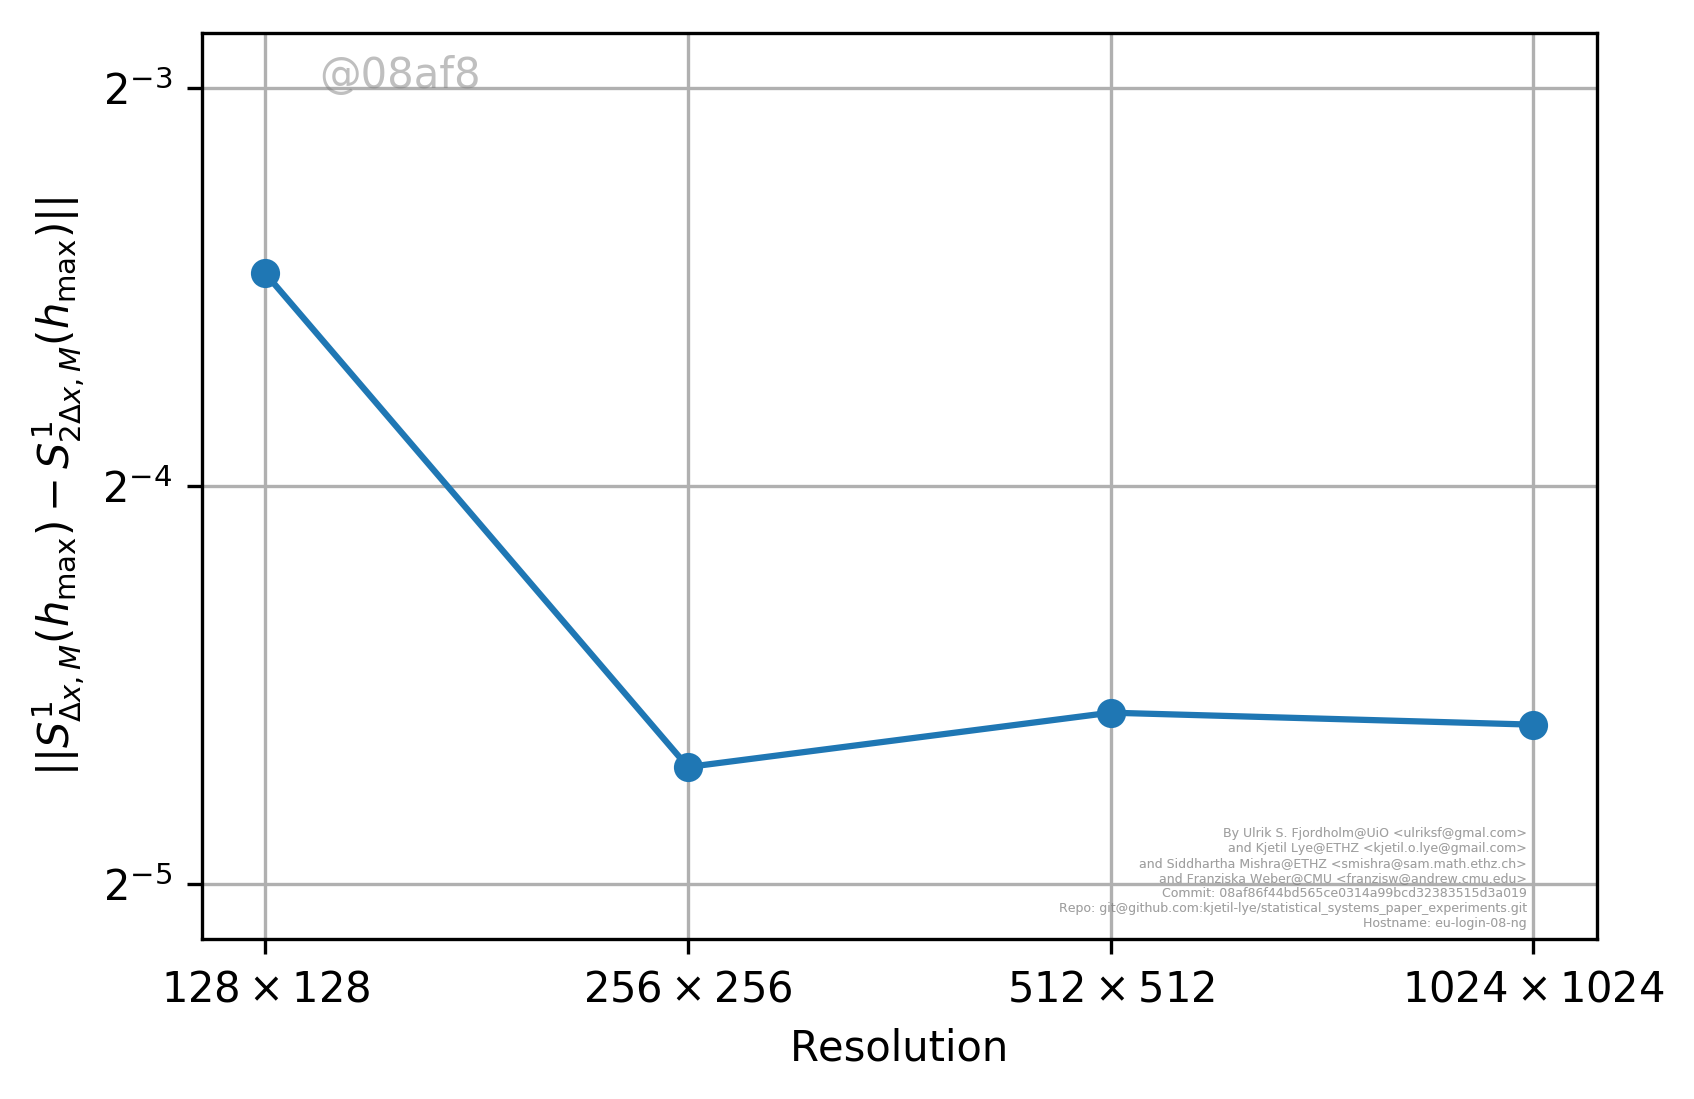 @08af8
2⁻³
2⁻⁴
2⁻⁵
||S¹_{Δx, M}(h_max) − S¹_{2Δx, M}(h_max)||
By Ulrik S. Fjordholm@UiO <ulriksf@gmal.com>
and Kjetil Lye@ETHZ <kjetil.o.lye@gmail.com>
and Siddhartha Mishra@ETHZ <smishra@sam.math.ethz.ch>
and Franziska Weber@CMU <franzisw@andrew.cmu.edu>
Commit: 08af86f44bd565ce0314a99bcd32383515d3a019
Repo: git@github.com:kjetil-lye/statistical_systems_paper_experiments.git
Hostname: eu-login-08-ng
128 × 128 256 × 256 512 × 512 1024 × 1024
Resolution